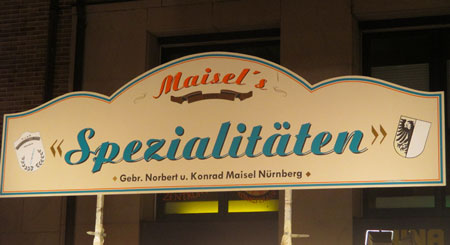 Maisel´s
«Spezialitäten»
• Gebr. Norbert u. Konrad Maisel Nürnberg •